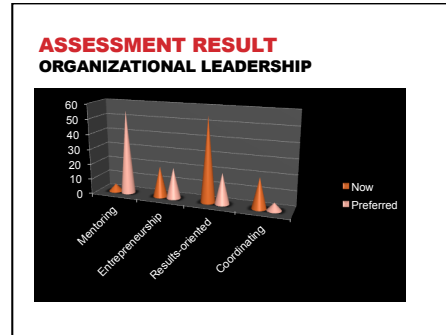 ASSESSMENT RESULT
ORGANIZATIONAL LEADERSHIP
60
50
40
30
20
10
0
Mentoring
Entrepreneurship
Results-oriented
Coordinating
Now
Preferred